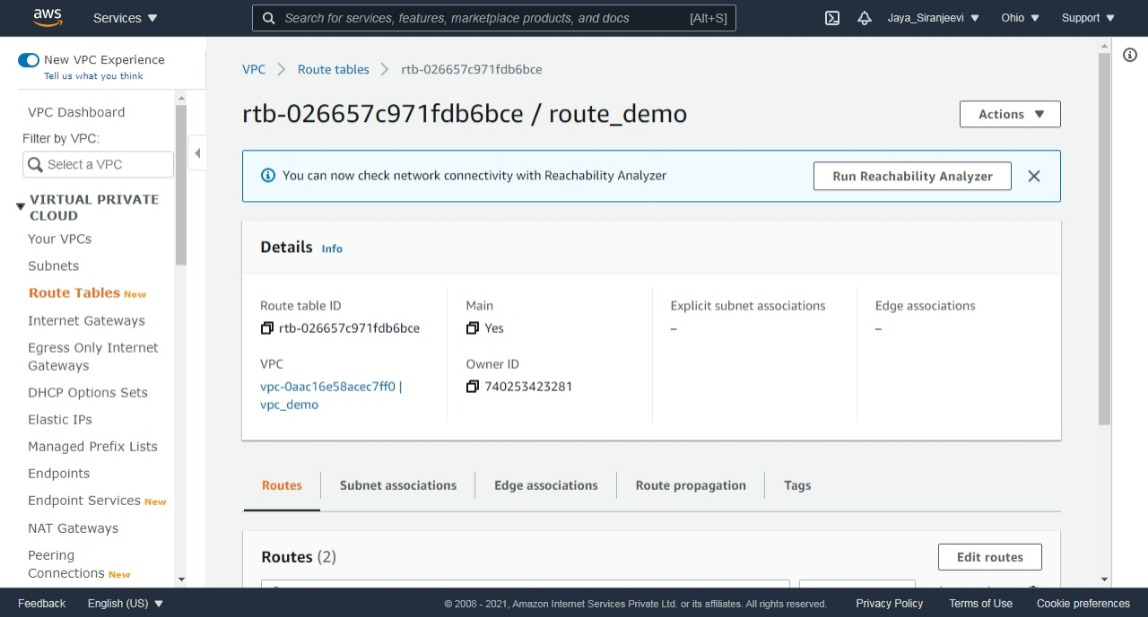 aws
Services
Search for services, features, marketplace products, and docs
[Alt+S]
Jaya_Siranjeevi
Ohio
Support
New VPC Experience
Tell us what you think
VPC Dashboard
Filter by VPC:
Select a VPC
VIRTUAL PRIVATE
CLOUD
Your VPCs
Subnets
Route Tables New
Internet Gateways
Egress Only Internet
Gateways
DHCP Options Sets
Elastic IPs
Managed Prefix Lists
Endpoints
Endpoint Services New
NAT Gateways
Peering
Connections New
VPC
Route tables
rtb-026657c971fdb6bce
rtb-026657c971fdb6bce / route_demo
Actions
You can now check network connectivity with Reachability Analyzer
Run Reachability Analyzer
Details Info
Route table ID
rtb-026657c971fdb6bce
Main
Yes
Explicit subnet associations
–
Edge associations
–
VPC
vpc-0aac16e58acec7ff0 |
vpc_demo
Owner ID
740253423281
Routes
Subnet associations
Edge associations
Route propagation
Tags
Routes (2)
Edit routes
Feedback
English (US)
© 2008 - 2021, Amazon Internet Services Private Ltd. or its affiliates. All rights reserved.
Privacy Policy
Terms of Use
Cookie preferences